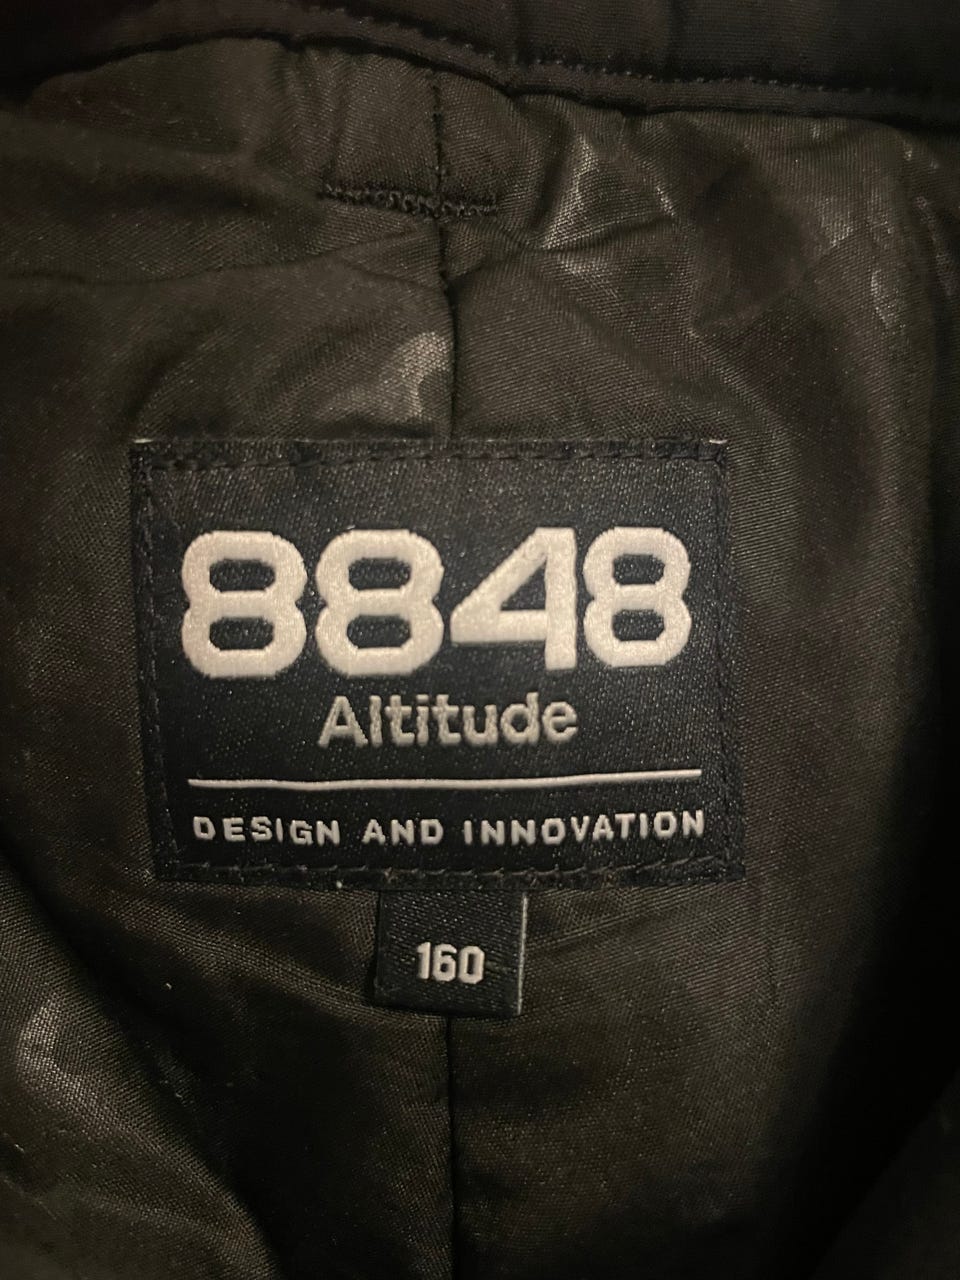 8848
Altitude
DESIGN AND INNOVATION
160